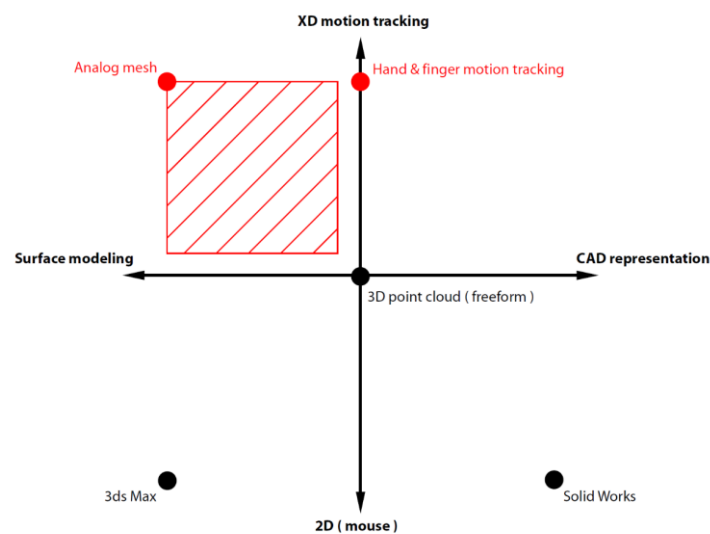 XD motion tracking
Analog mesh
Hand & finger motion tracking
Surface modeling
CAD representation
3D point cloud ( freeform )
3ds Max
Solid Works
2D ( mouse )